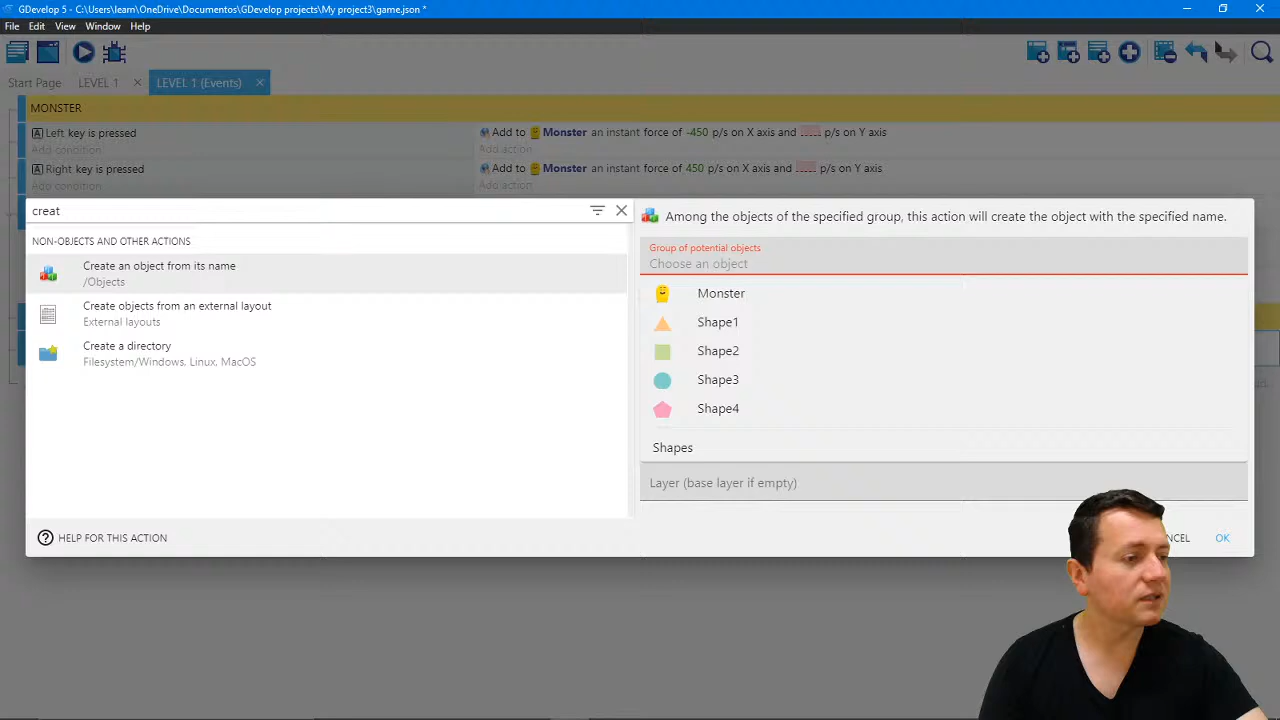 GDevelop 5 - C:\Users\learn\OneDrive\Documentos\GDevelop projects\My project3\game.json *
File Edit View Window Help
Start Page LEVEL 1 × LEVEL 1 (Events) ×
MONSTER
Left key is pressed
Add condition
Add to Monster an instant force of -450 p/s on X axis and p/s on Y axis
Add action
Right key is pressed
Add condition
Add to Monster an instant force of 450 p/s on X axis and p/s on Y axis
Add action
creat
NON-OBJECTS AND OTHER ACTIONS
Create an object from its name
/Objects
Create objects from an external layout
External layouts
Create a directory
Filesystem/Windows, Linux, MacOS
HELP FOR THIS ACTION
Among the objects of the specified group, this action will create the object with the specified name.
Group of potential objects
Choose an object
Monster
Shape1
Shape2
Shape3
Shape4
Shapes
Layer (base layer if empty)
OK